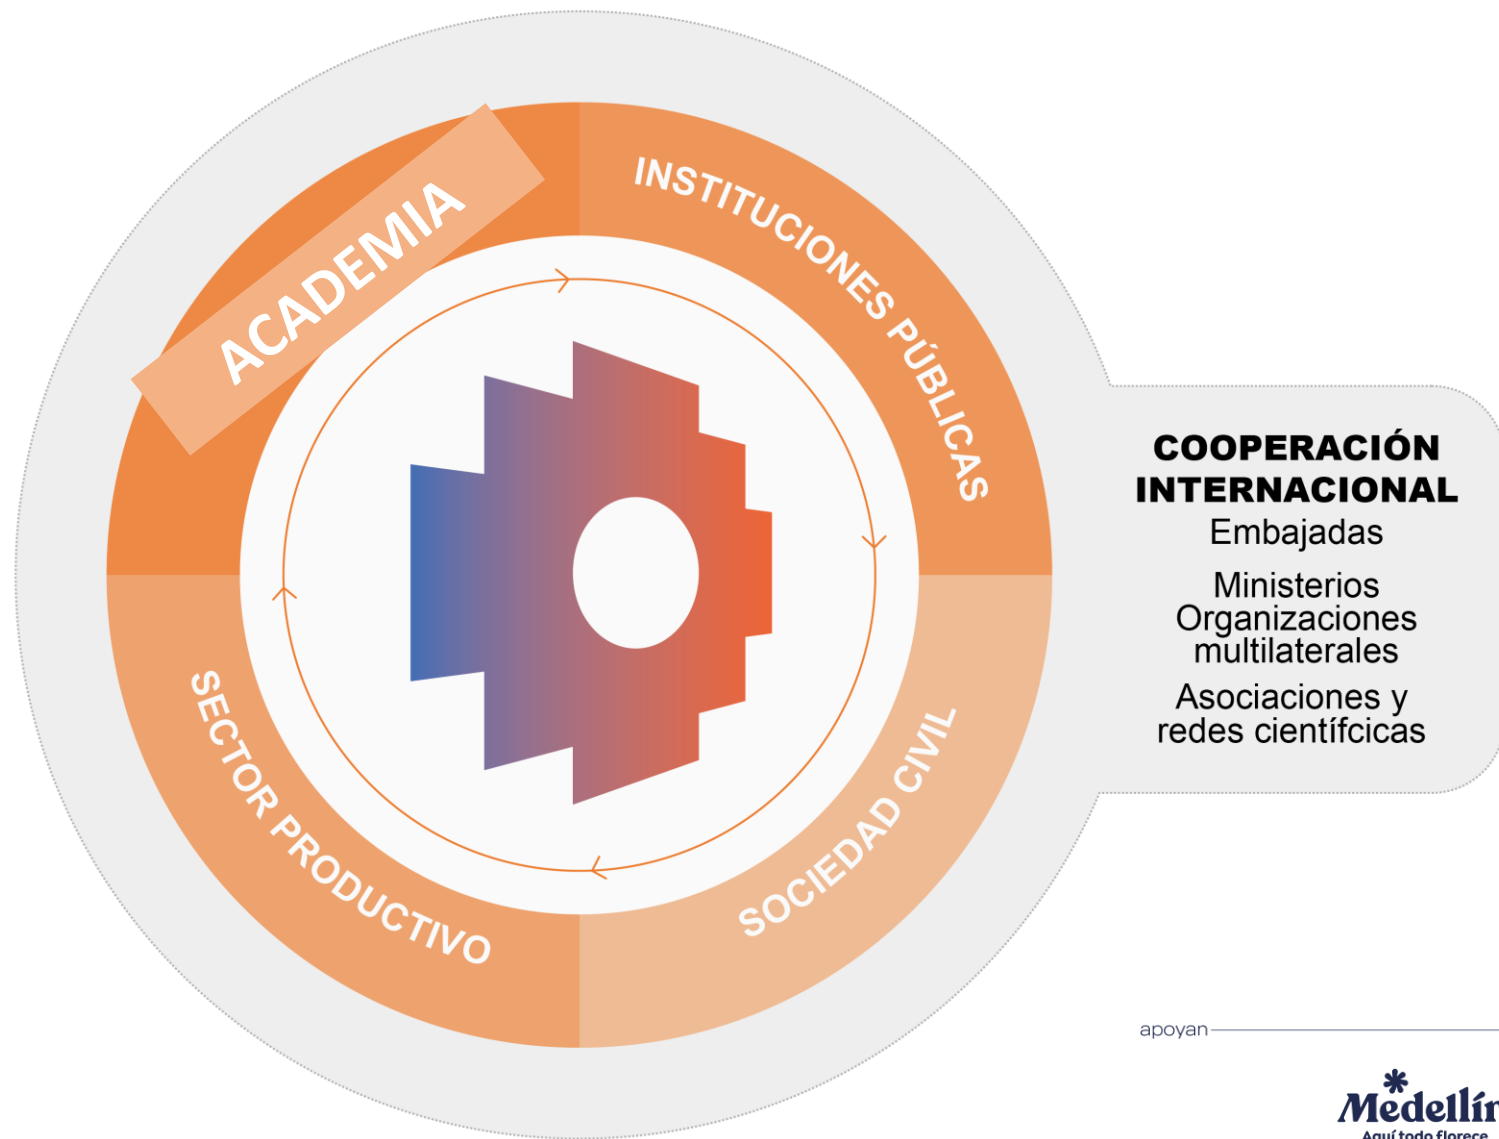 ACADEMIA
INSTITUCIONES PÚBLICAS
SECTOR PRODUCTIVO
SOCIEDAD CIVIL
COOPERACIÓN
INTERNACIONAL
Embajadas
Ministerios
Organizaciones
multilaterales
Asociaciones y
redes científcicas
apoyan
Medellín
Aquí todo florece